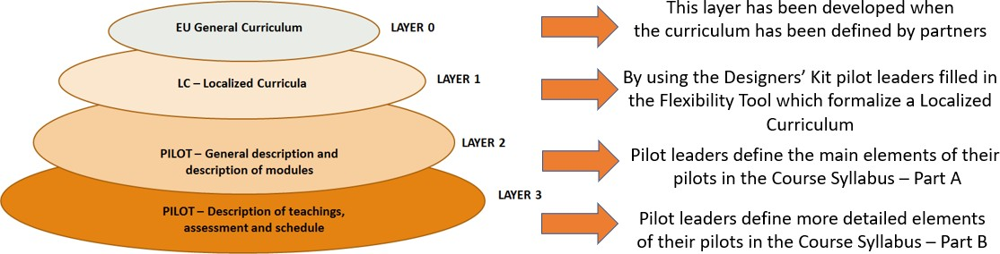 EU General Curriculum
LAYER 0
This layer has been developed when
the curriculum has been defined by partners
LC – Localized Curricula
LAYER 1
By using the Designers’ Kit pilot leaders filled in
the Flexibility Tool which formalize a Localized
Curriculum
PILOT – General description and
description of modules
LAYER 2
Pilot leaders define the main elements of their
pilots in the Course Syllabus – Part A
PILOT – Description of teachings,
assessment and schedule
LAYER 3
Pilot leaders define more detailed elements
of their pilots in the Course Syllabus – Part B